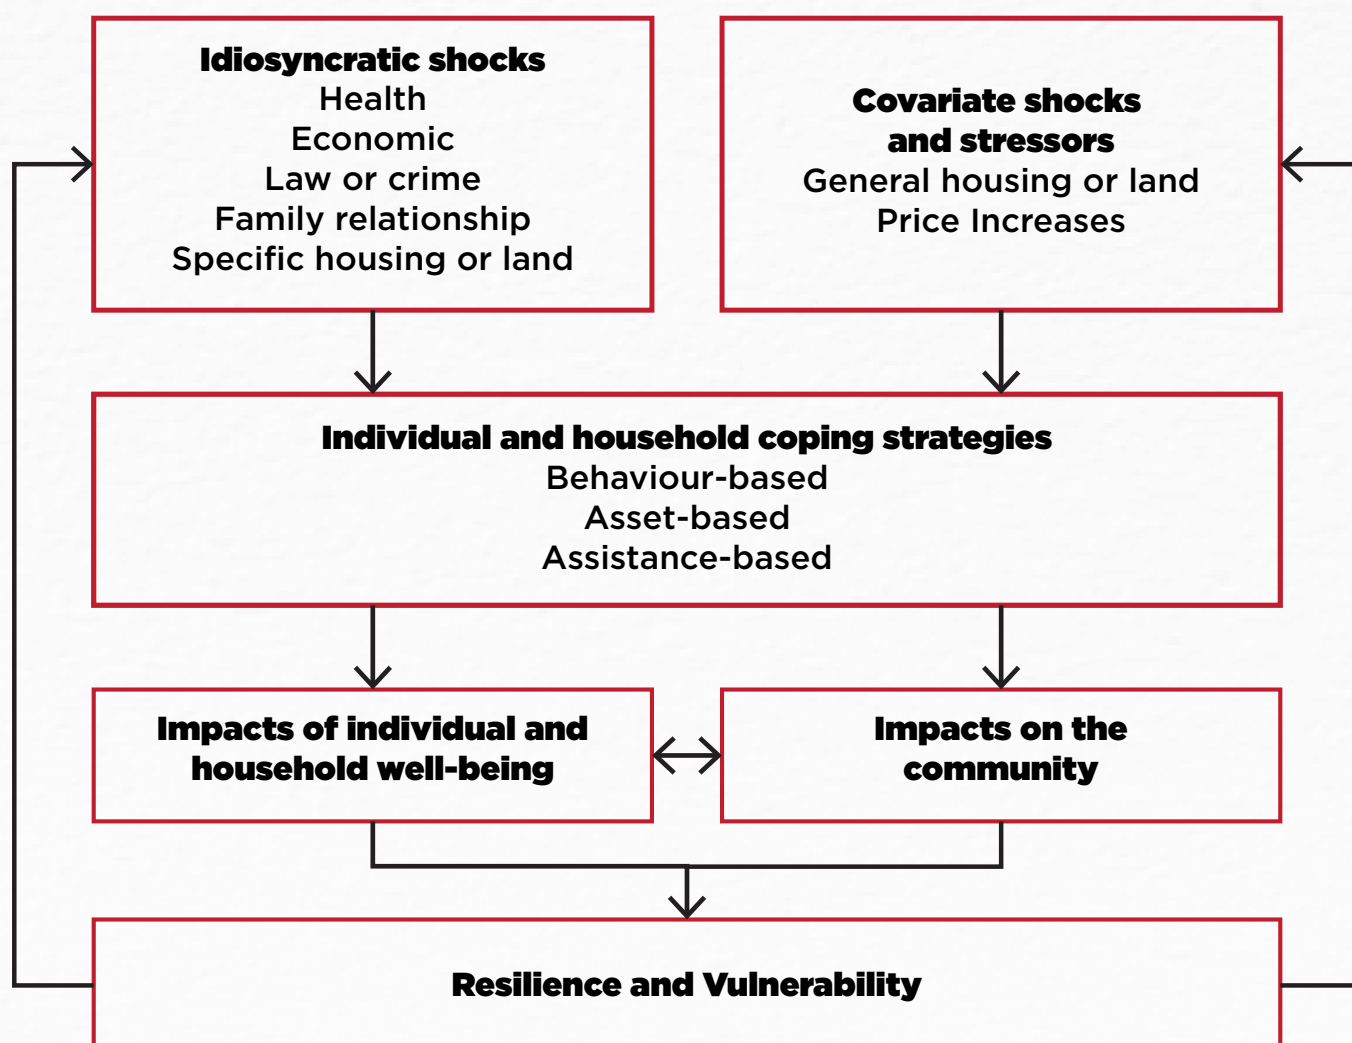 Idiosyncratic shocks
Health
Economic
Law or crime
Family relationship
Specific housing or land
Covariate shocks
and stressors
General housing or land
Price Increases
Individual and household coping strategies
Behaviour-based
Asset-based
Assistance-based
Impacts of individual and
household well-being
Impacts on the
community
Resilience and Vulnerability